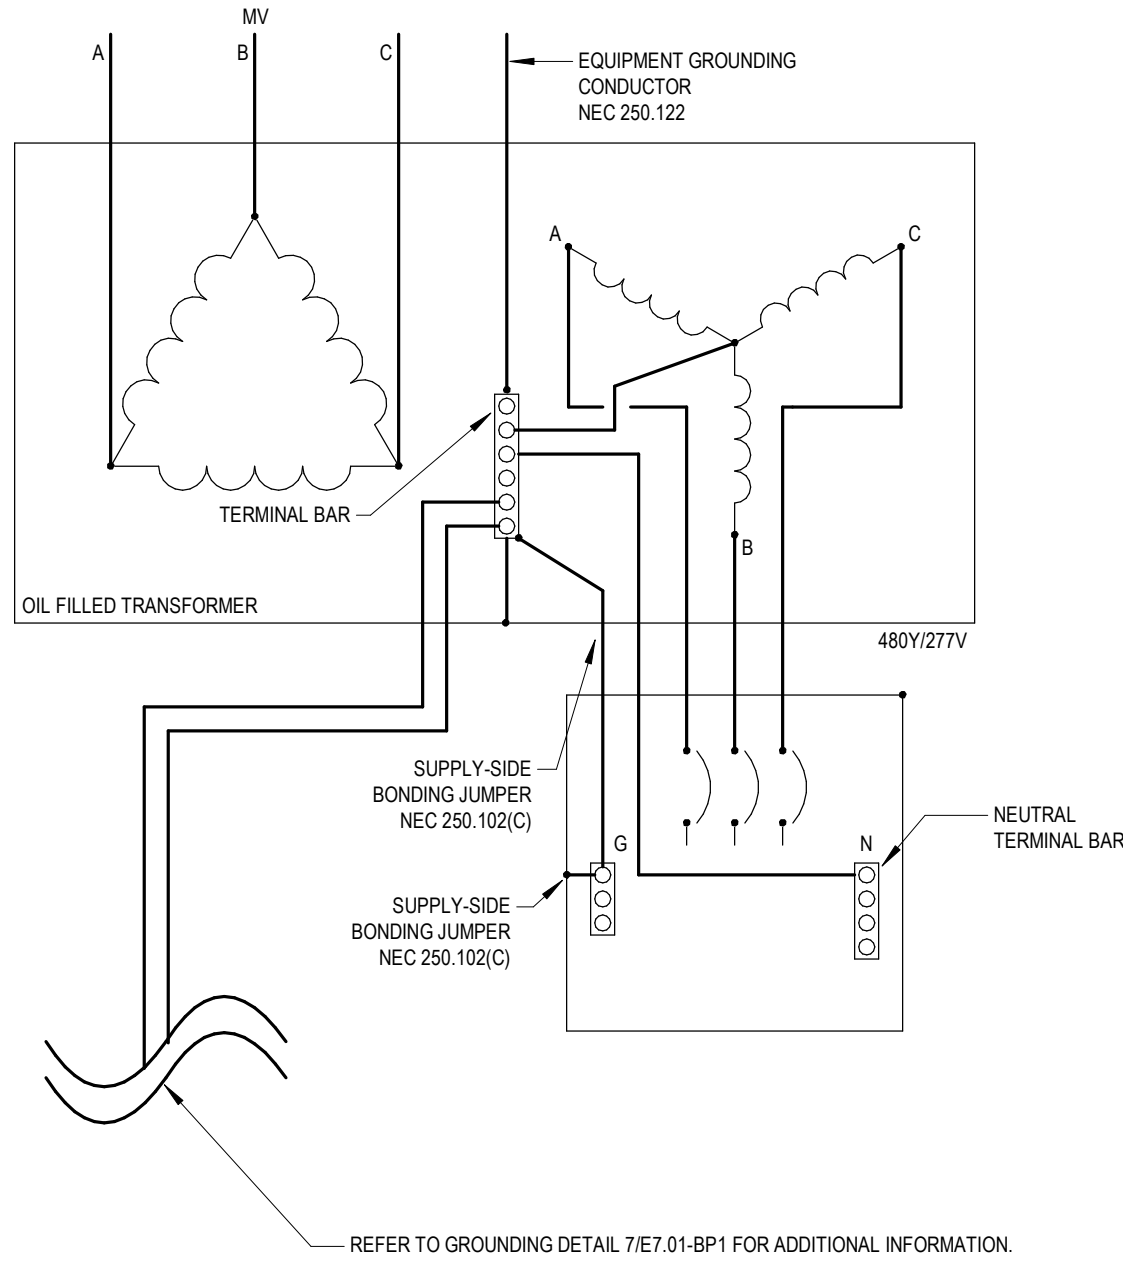 MV
A
B
C
EQUIPMENT GROUNDING
CONDUCTOR
NEC 250.122
A
C
TERMINAL BAR
B
OIL FILLED TRANSFORMER
480Y/277V
SUPPLY-SIDE
BONDING JUMPER
NEC 250.102(C)
NEUTRAL
TERMINAL BAR
G
N
SUPPLY-SIDE
BONDING JUMPER
NEC 250.102(C)
REFER TO GROUNDING DETAIL 7/E7.01-BP1 FOR ADDITIONAL INFORMATION.